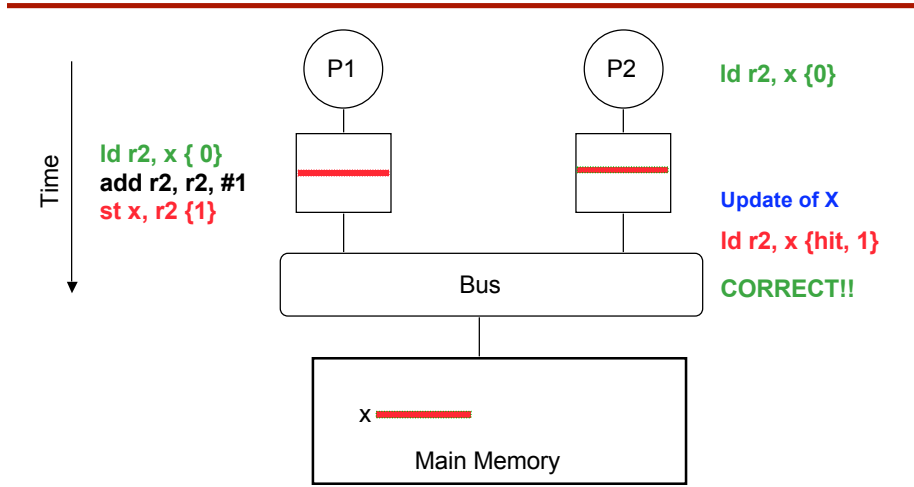 P1
P2
ld r2, x {0}
Time
ld r2, x { 0}
add r2, r2, #1
st x, r2 {1}
Update of X
ld r2, x {hit, 1}
Bus
CORRECT!!
x
Main Memory